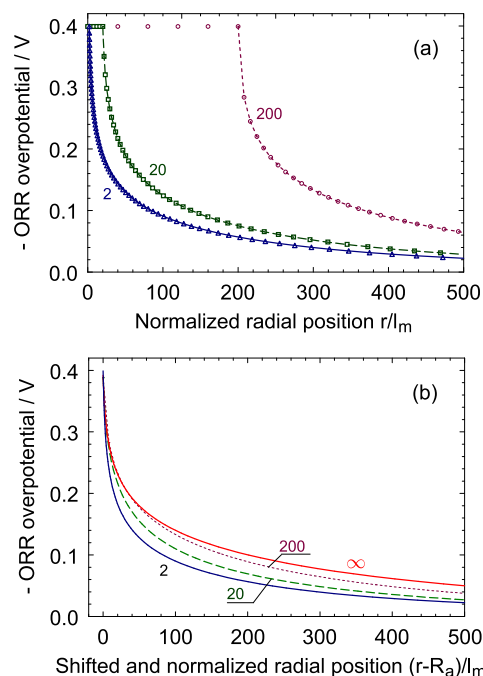 (a)
- ORR overpotential / V
0.4
0.3
0.2
0.1
0.0
200
20
2
0 100 200 300 400 500
Normalized radial position r/lm
(b)
- ORR overpotential / V
0.4
0.3
0.2
0.1
0.0
200
∞
2
20
0 100 200 300 400 500
Shifted and normalized radial position (r-Ra)/lm